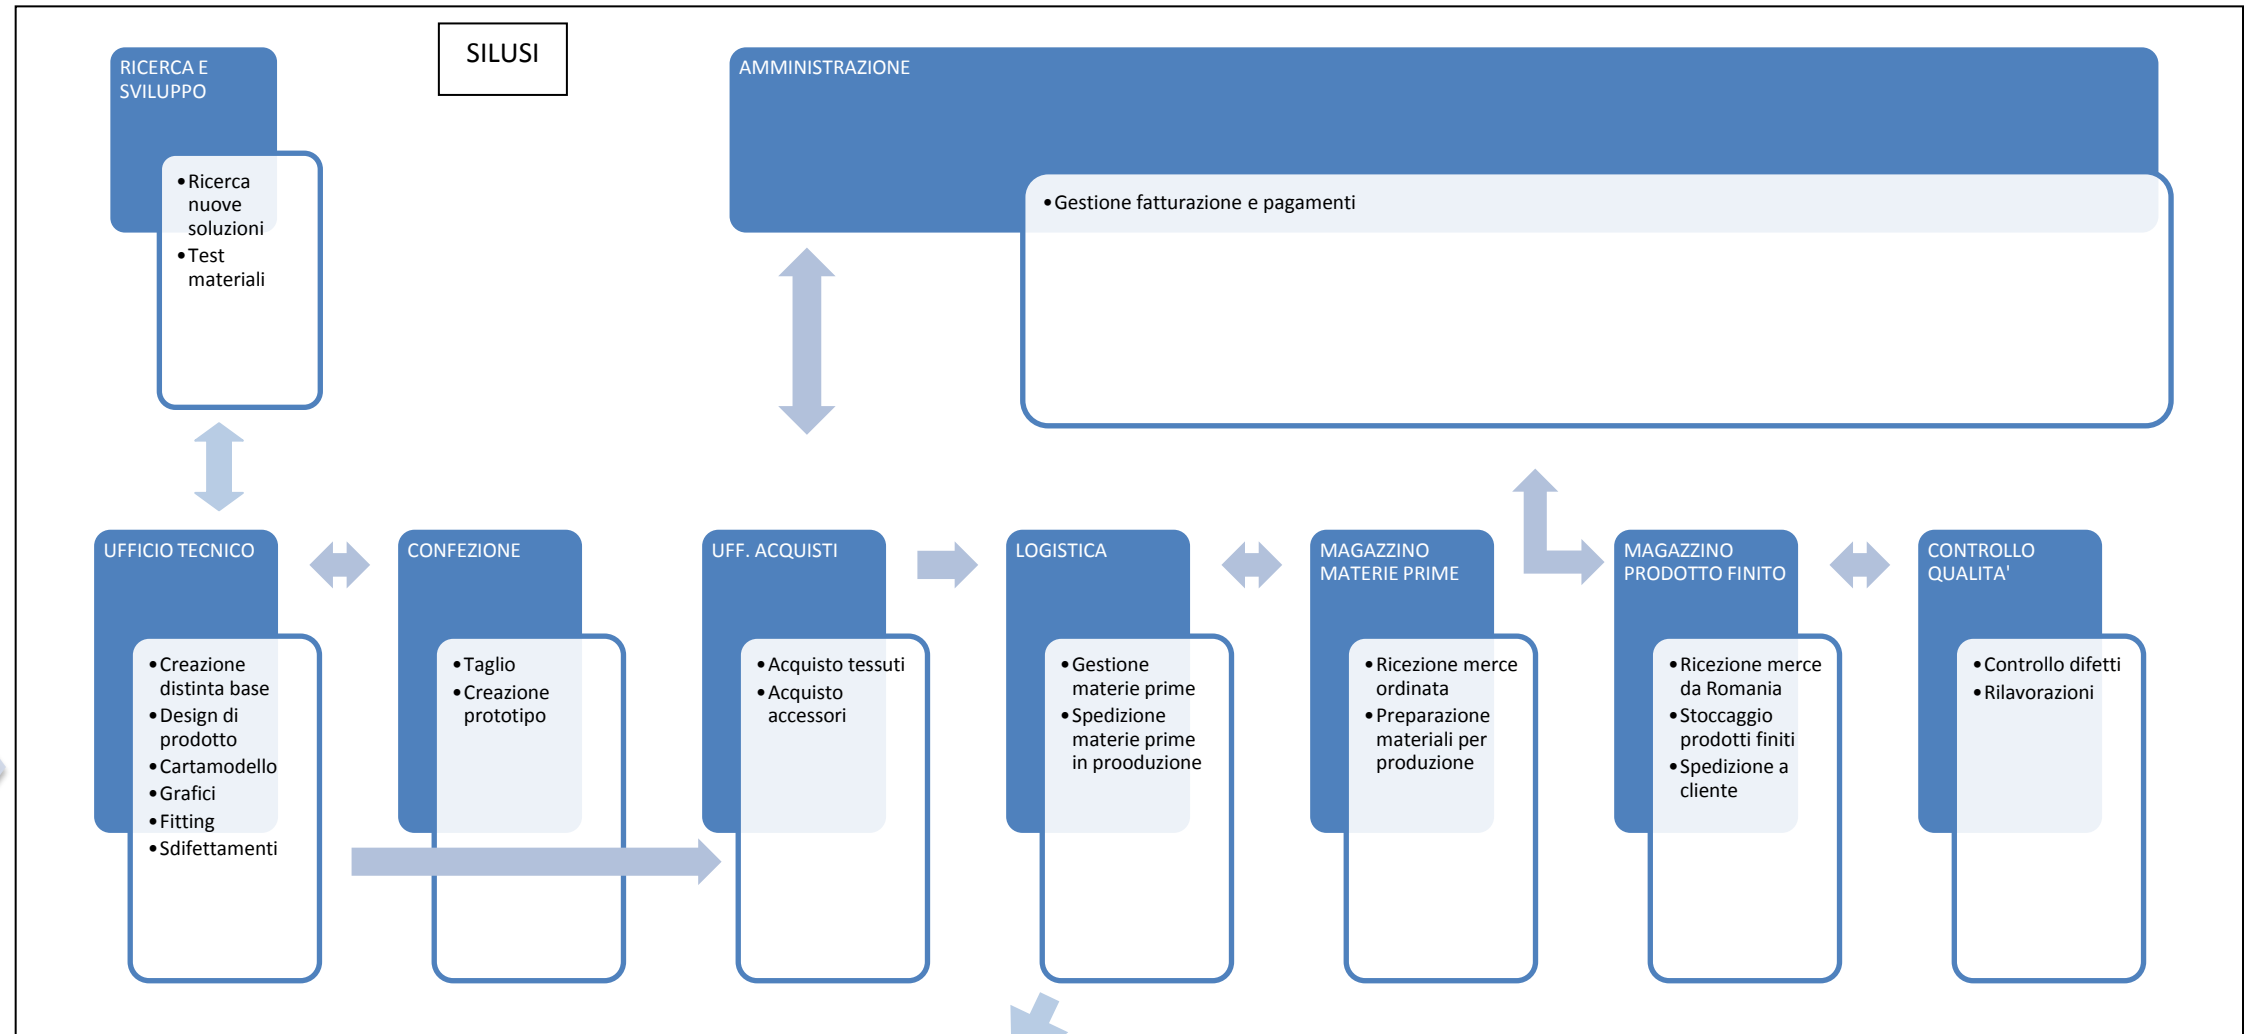 SILUSI
RICERCA E
SVILUPPO
•Ricerca
nuove
soluzioni
•Test
materiali
AMMINISTRAZIONE
•Gestione fatturazione e pagamenti
UFFICIO TECNICO
•Creazione
distinta base
•Design di
prodotto
•Cartamodello
•Grafici
•Fitting
•Sdifettamenti
CONFEZIONE
•Taglio
•Creazione
prototipo
UFF. ACQUISTI
•Acquisto tessuti
•Acquisto
accessori
LOGISTICA
•Gestione
materie prime
•Spedizione
materie prime
in prooduzione
MAGAZZINO
MATERIE PRIME
•Ricezione merce
ordinata
•Preparazione
materiali per
produzione
MAGAZZINO
PRODOTTO FINITO
•Ricezione merce
da Romania
•Stoccaggio
prodotti finiti
•Spedizione a
cliente
CONTROLLO
QUALITA'
•Controllo difetti
•Rilavorazioni